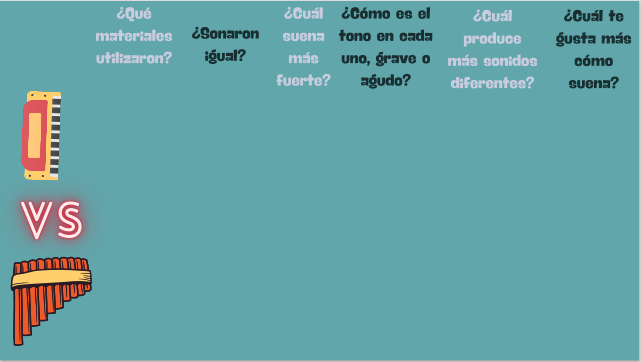 ¿Qué
materiales
utilizaron?
¿Sonaron
igual?
¿Cuál
suena
más
fuerte?
¿Cómo es el
tono en cada
uno, grave o
agudo?
¿Cuál
produce
más sonidos
diferentes?
¿Cuál te
gusta más
cómo
suena?
VS